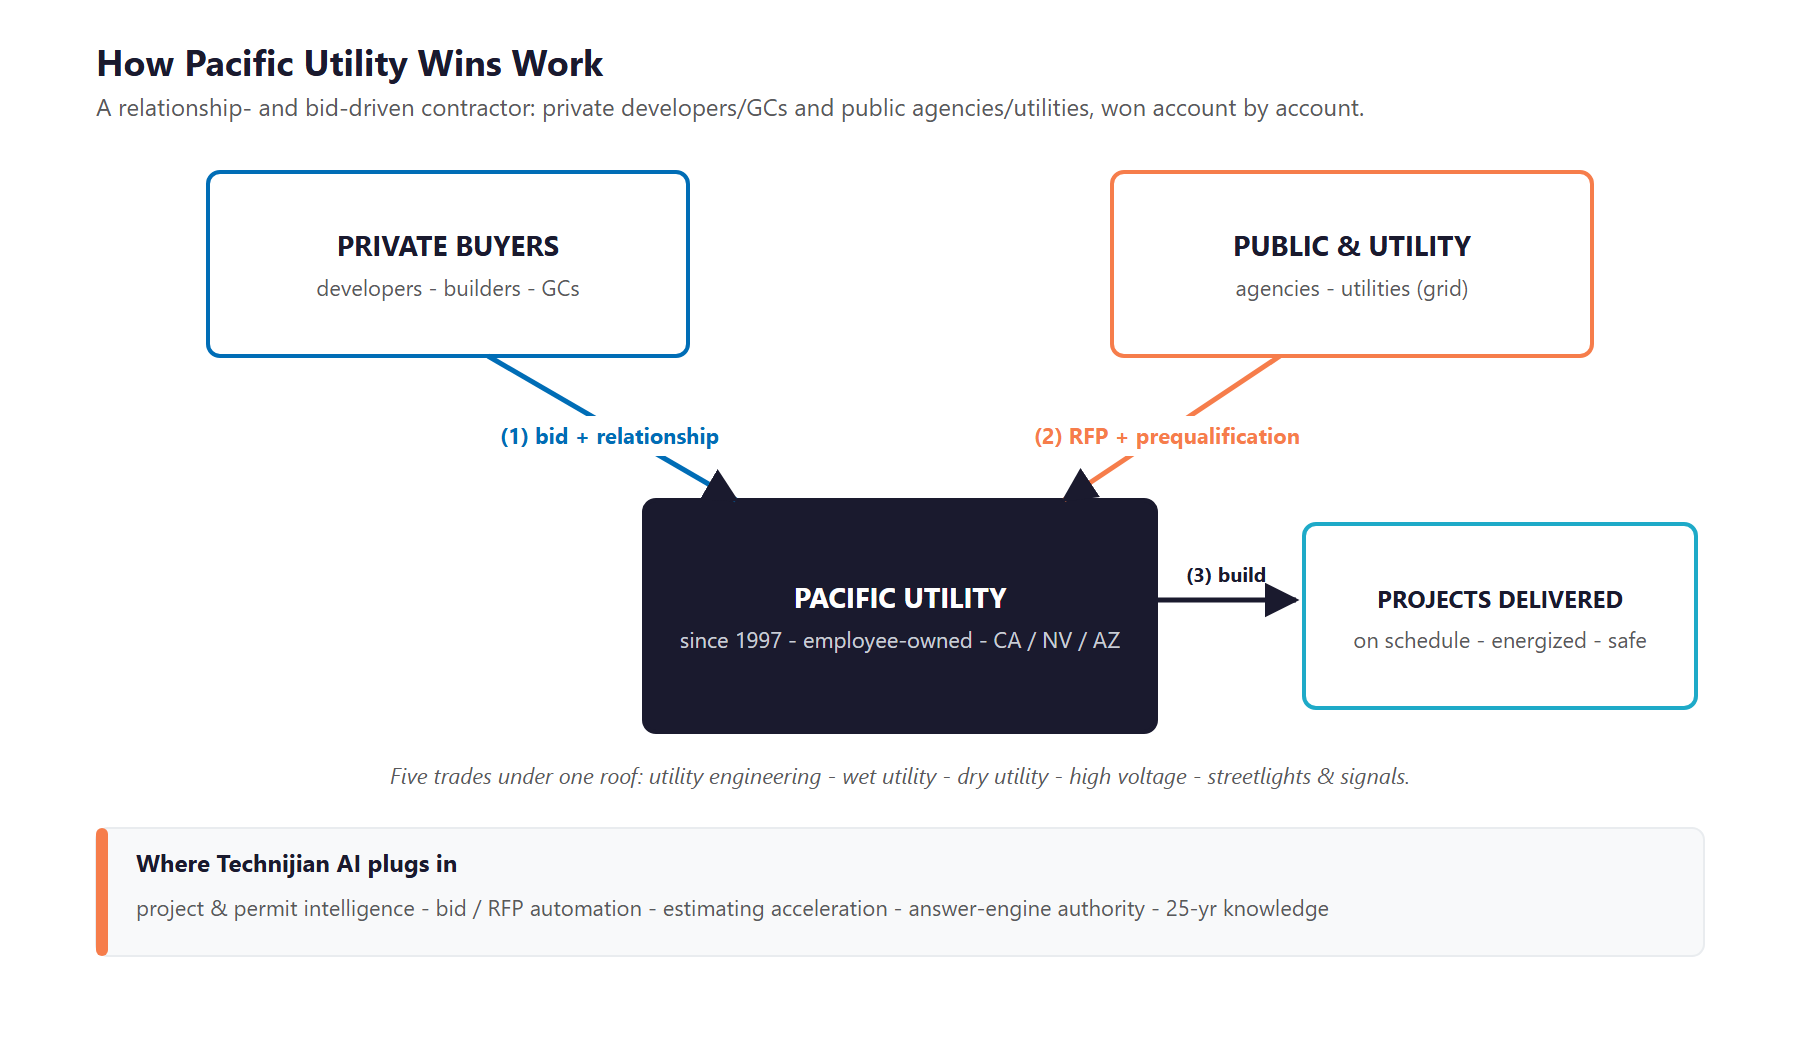 How Pacific Utility Wins Work
A relationship- and bid-driven contractor: private developers/GCs and public agencies/utilities, won account by account.
PRIVATE BUYERS
developers - builders - GCs
PUBLIC & UTILITY
agencies - utilities (grid)
(1) bid + relationship
(2) RFP + prequalification
PACIFIC UTILITY
since 1997 - employee-owned - CA / NV / AZ
(3) build
PROJECTS DELIVERED
on schedule - energized - safe
Five trades under one roof: utility engineering - wet utility - dry utility - high voltage - streetlights & signals.
Where Technijian AI plugs in
project & permit intelligence - bid / RFP automation - estimating acceleration - answer-engine authority - 25-yr knowledge